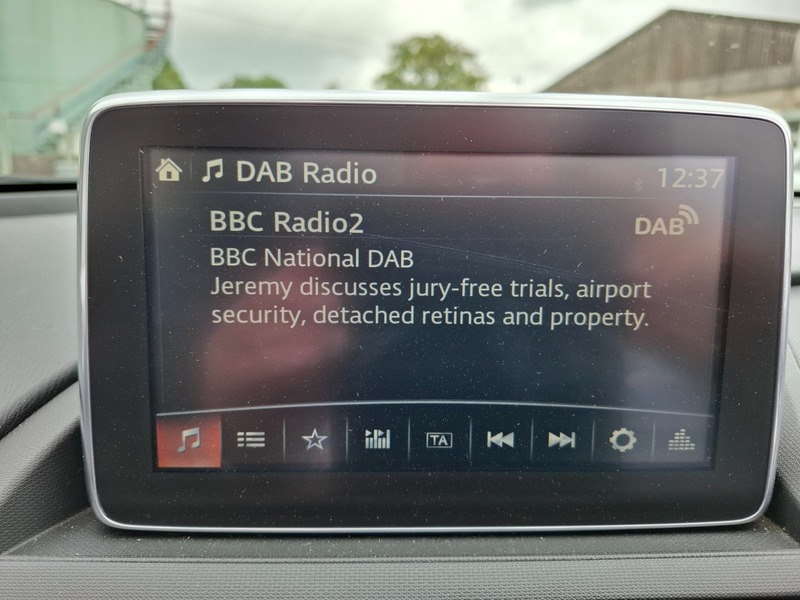 DAB Radio 12:37
BBC Radio2 DAB
BBC National DAB
Jeremy discusses jury-free trials, airport
security, detached retinas and property.
TA